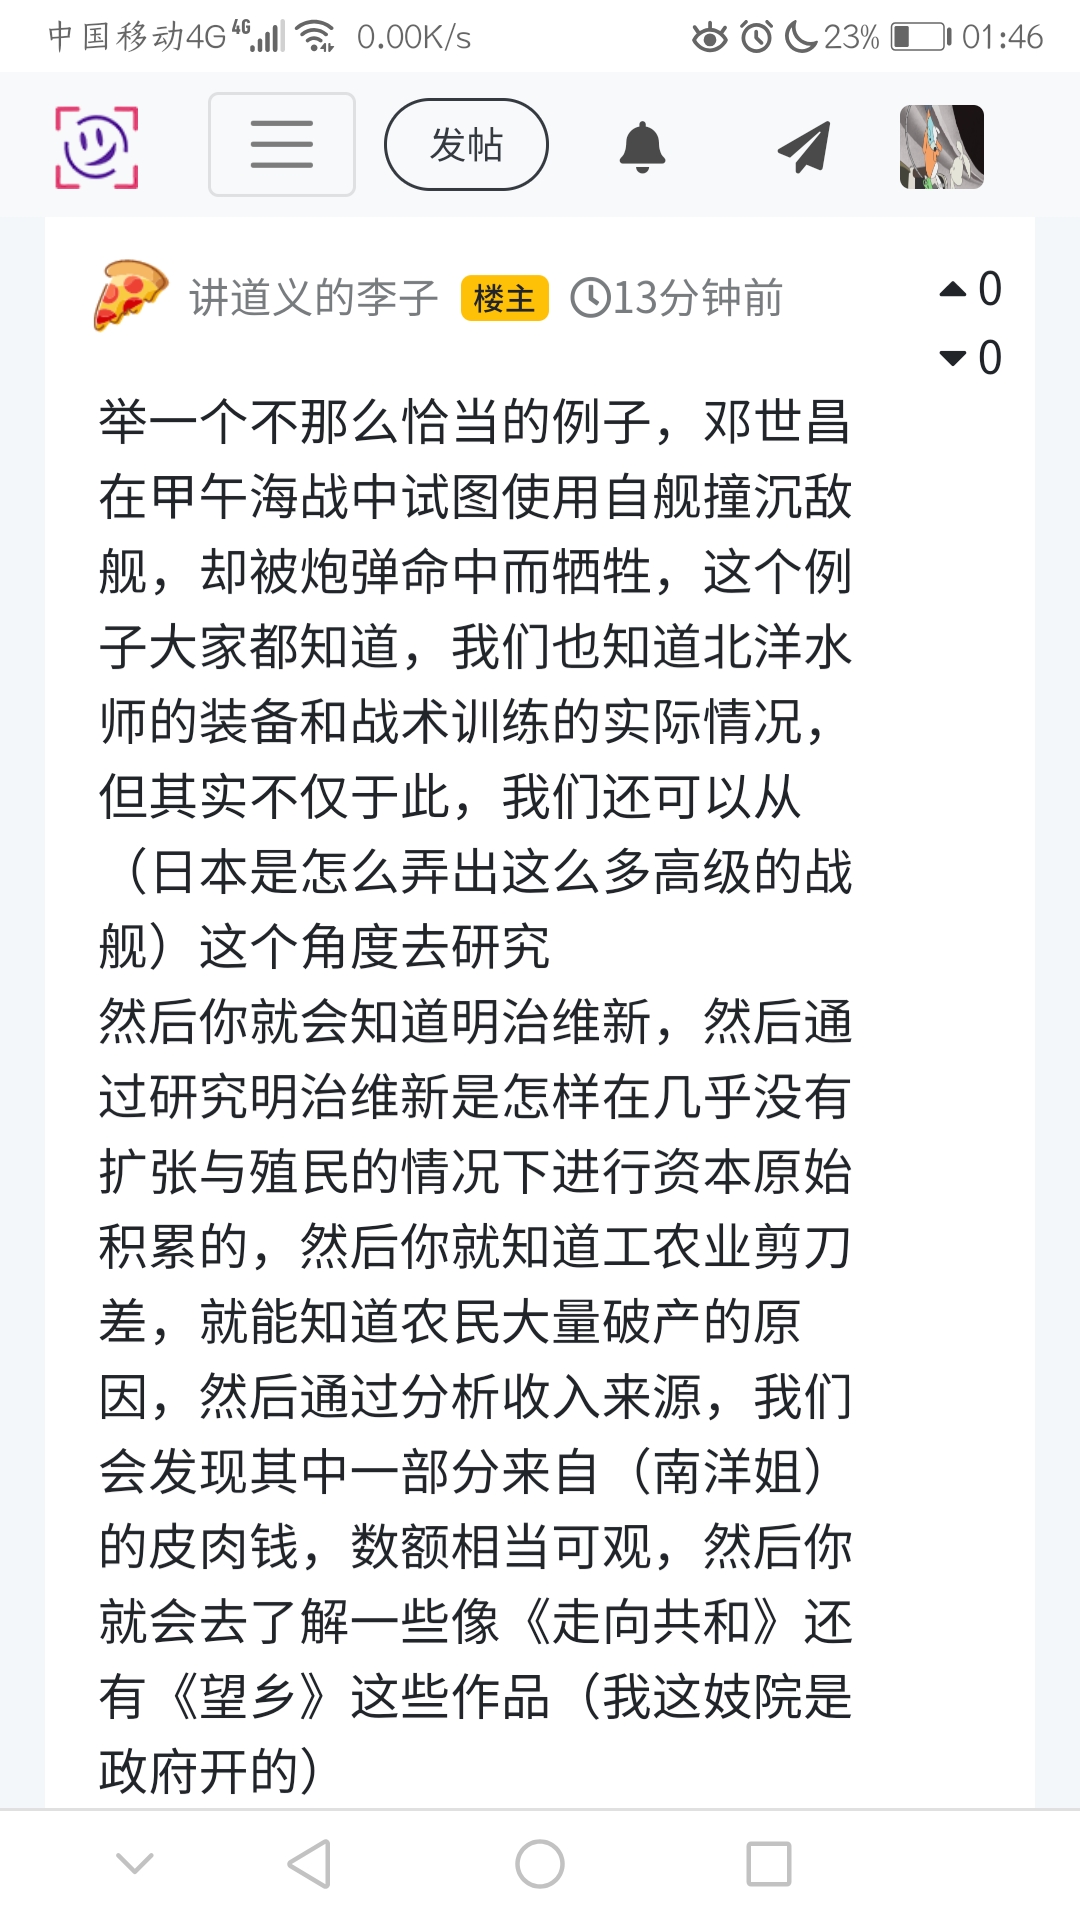 中国移动4G 4G 0.00K/s 23% 01:46
发帖
讲道义的李子 楼主 13分钟前 0
0
举一个不那么恰当的例子，邓世昌
在甲午海战中试图使用自舰撞沉敌
舰，却被炮弹命中而牺牲，这个例
子大家都知道，我们也知道北洋水
师的装备和战术训练的实际情况，
但其实不仅于此，我们还可以从
（日本是怎么弄出这么多高级的战
舰）这个角度去研究
然后你就会知道明治维新，然后通
过研究明治维新是怎样在几乎没有
扩张与殖民的情况下进行资本原始
积累的，然后你就知道工农业剪刀
差，就能知道农民大量破产的原
因，然后通过分析收入来源，我们
会发现其中一部分来自（南洋姐）
的皮肉钱，数额相当可观，然后你
就会去了解一些像《走向共和》还
有《望乡》这些作品（我这妓院是
政府开的）